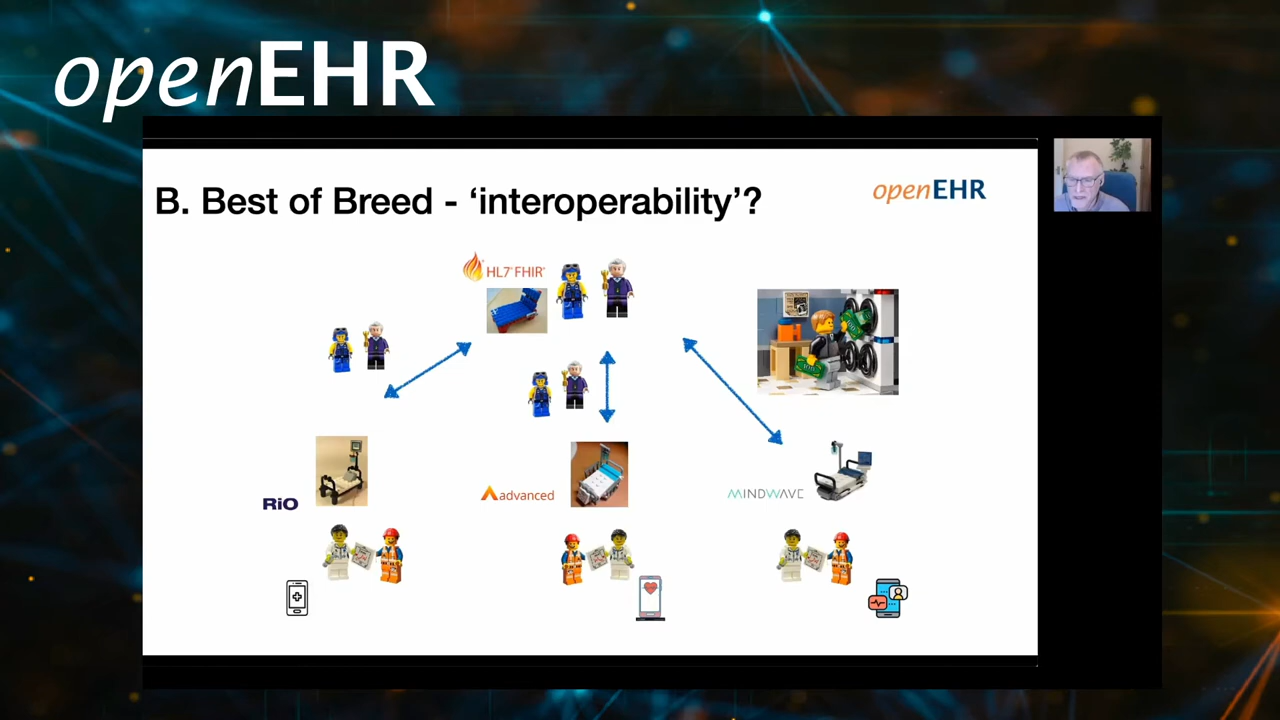 openEHR
B. Best of Breed - ‘interoperability’?
openEHR
HL7 FHIR
RiO
advanced
MINDWAVE